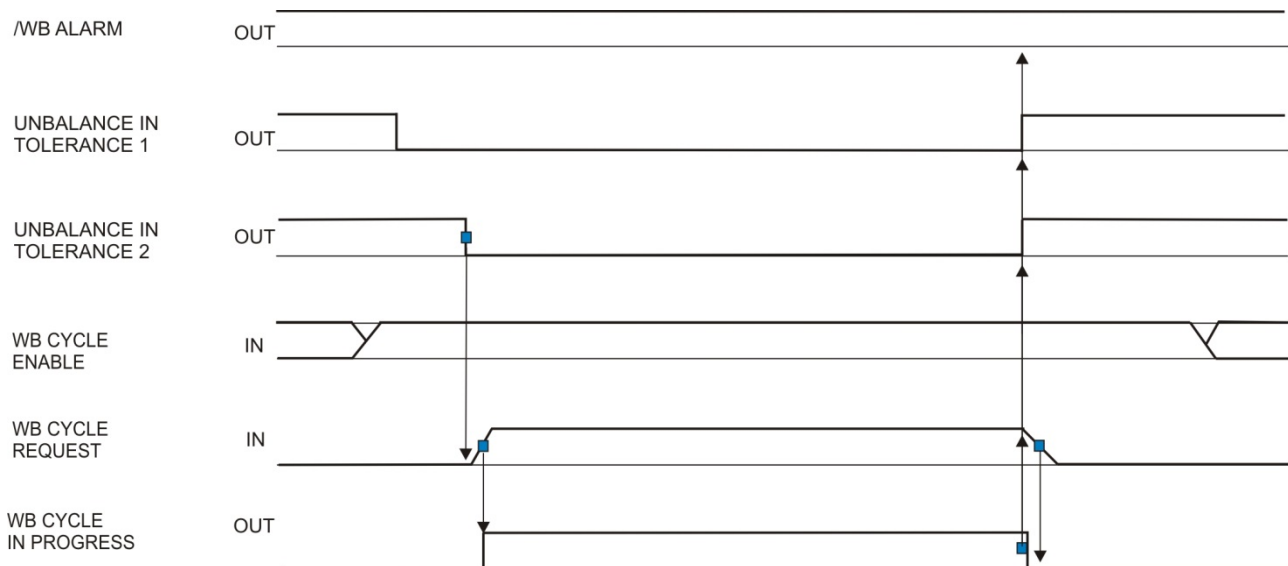 /WB ALARM OUT
UNBALANCE IN
TOLERANCE 1 OUT
UNBALANCE IN
TOLERANCE 2 OUT
WB CYCLE
ENABLE IN
WB CYCLE
REQUEST IN
WB CYCLE
IN PROGRESS OUT